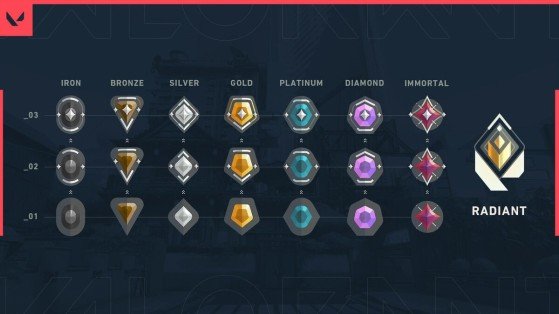 IRON BRONZE SILVER GOLD PLATINUM DIAMOND IMMORTAL
_03
_02
_01
RADIANT